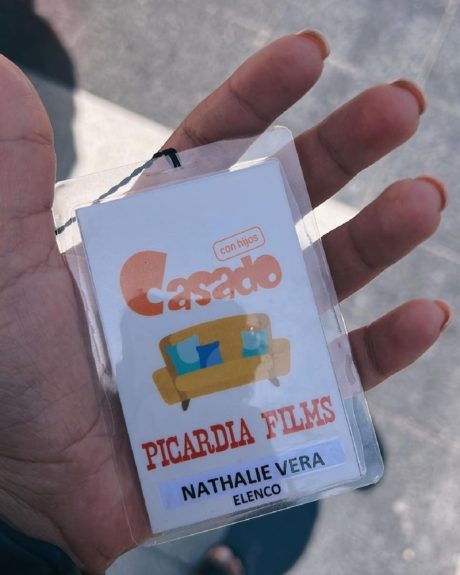 con hijos
Casado
PICARDIA FILMS
NATHALIE VERA
ELENCO